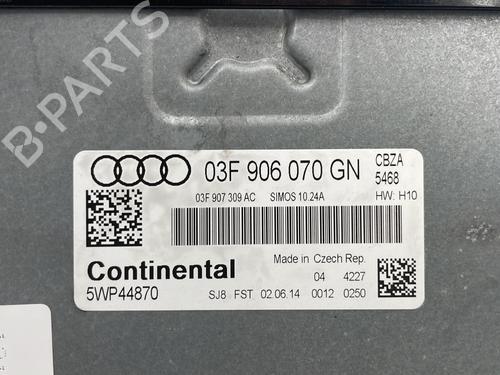 B-PARTS
03F 906 070 GN
CBZA
5468
03F 907 309 AC SIMOS 10.24A HW: H10
Continental
Made in Czech Rep.
04 4227
5WP44870 SJ8 FST 02.06.14 0012 0250